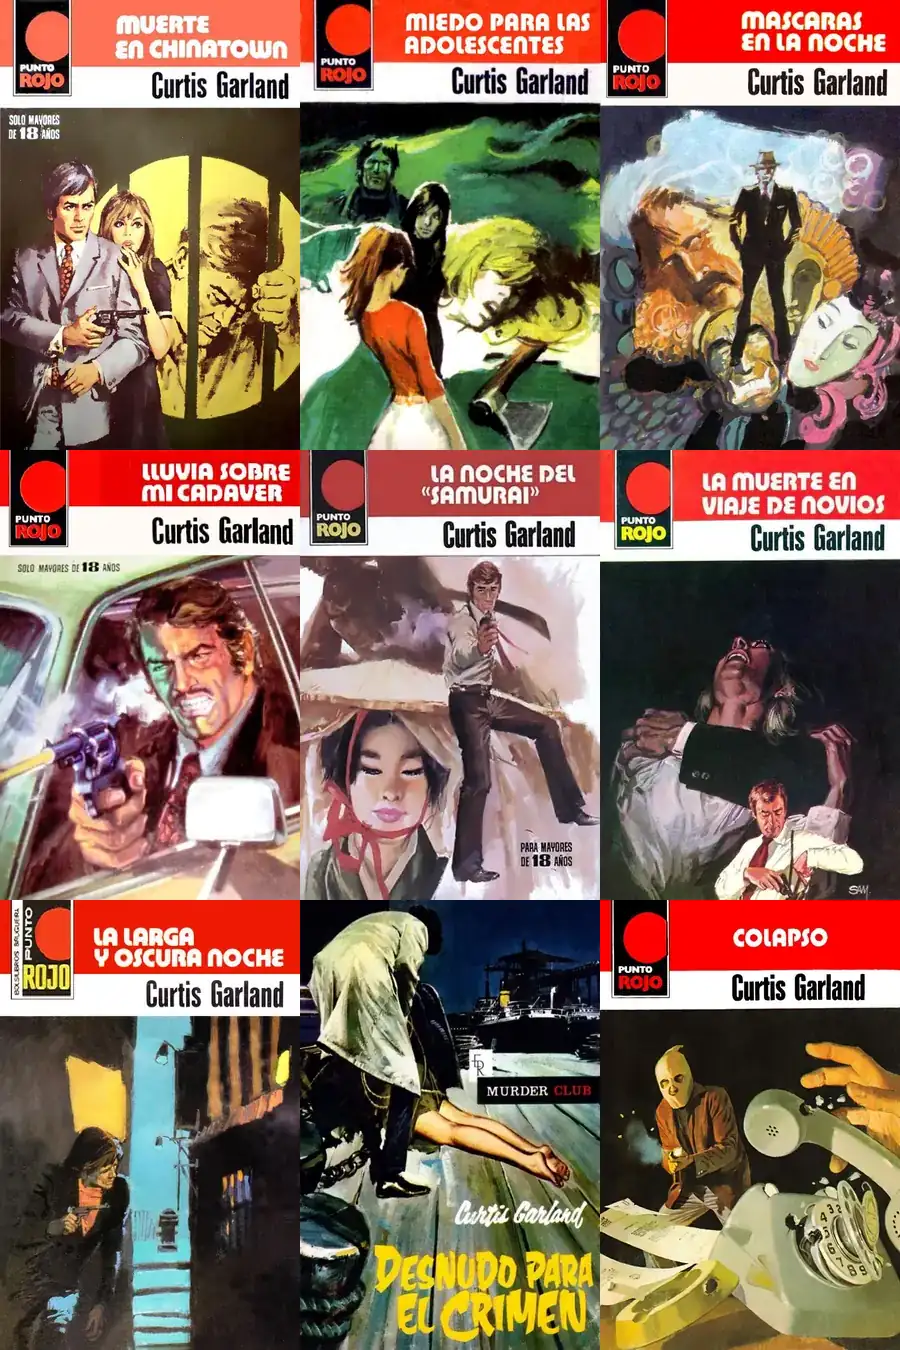 PUNTO
ROJO
MUERTE
EN CHINATOWN
Curtis Garland
SOLO MAYORES
DE 18 AÑOS
PUNTO
ROJO
MIEDO PARA LAS
ADOLESCENTES
Curtis Garland
PUNTO
ROJO
MASCARAS
EN LA NOCHE
Curtis Garland
PUNTO
ROJO
LLUVIA SOBRE
MI CADAVER
Curtis Garland
SOLO MAYORES DE 18 AÑOS
PUNTO
ROJO
LA NOCHE DEL
«SAMURAI»
Curtis Garland
PARA MAYORES
DE 18 AÑOS
PUNTO
ROJO
LA MUERTE EN
VIAJE DE NOVIOS
Curtis Garland
SAM.
BOLSILIBROS BRUGUERA
PUNTO
ROJO
LA LARGA
Y OSCURA NOCHE
Curtis Garland
EDR
MURDER CLUB
Curtis Garland
DESNUDO PARA
EL CRIMEN
PUNTO
ROJO
COLAPSO
Curtis Garland